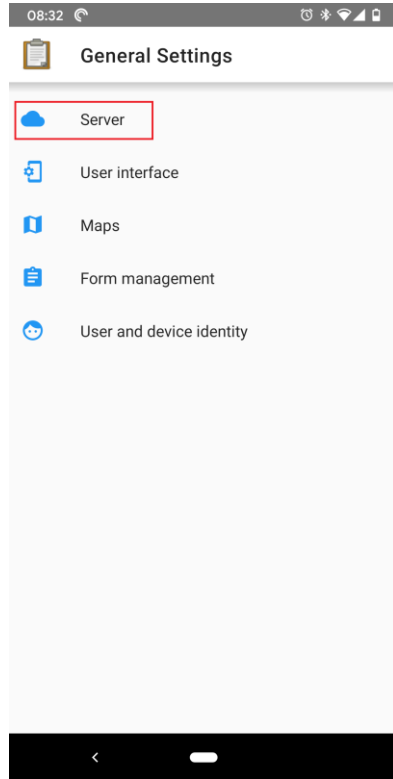 08:32
General Settings
Server
User interface
Maps
Form management
User and device identity